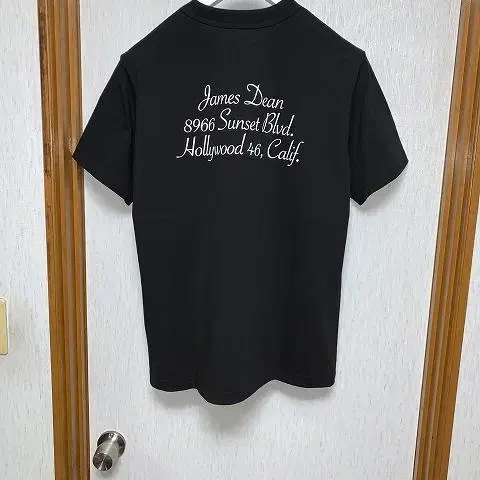 James Dean
8966 Sunset Blvd.
Hollywood 46, Calif.